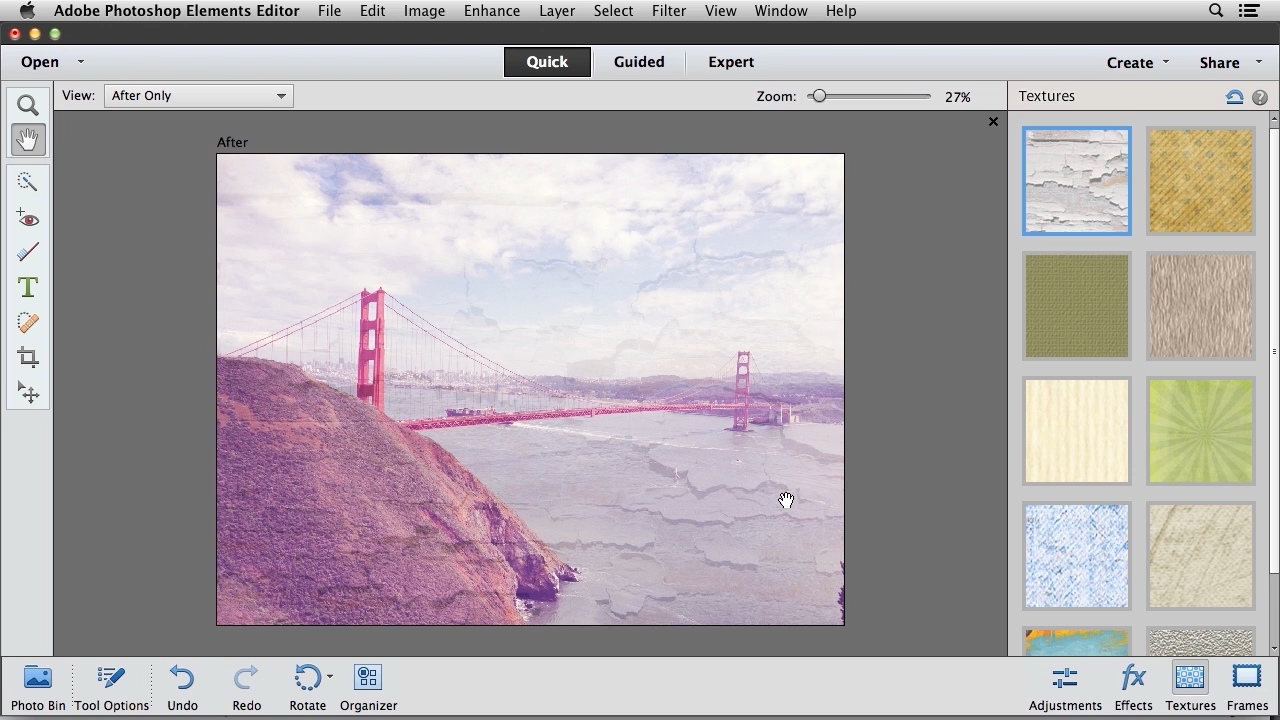 Adobe Photoshop Elements Editor File Edit Image Enhance Layer Select Filter View Window Help
Open Quick Guided Expert Create Share
View: After Only Zoom: 27% Textures ?
After
T
Photo Bin Tool Options Undo Redo Rotate Organizer Adjustments fx Effects Textures Frames